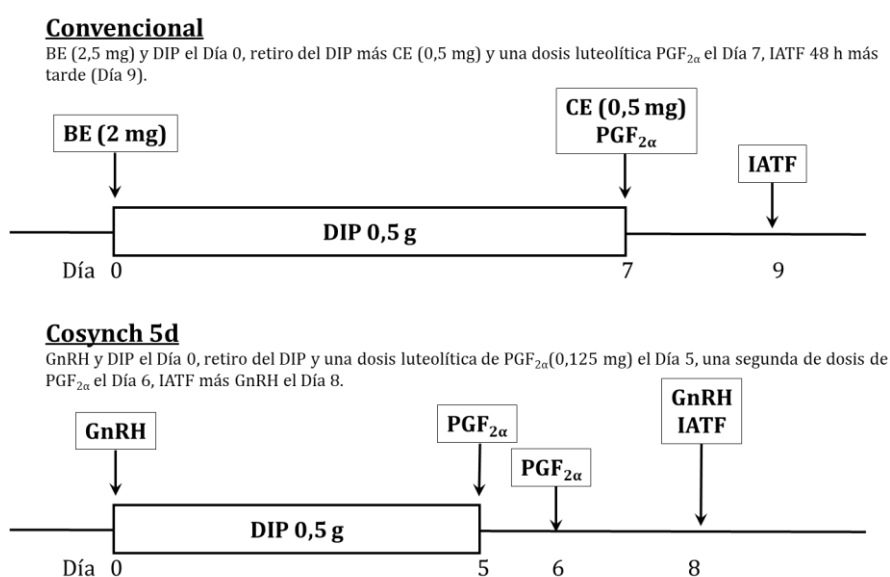 Convencional
BE (2,5 mg) y DIP el Día 0, retiro del DIP más CE (0,5 mg) y una dosis luteolítica PGF₂α el Día 7, IATF 48 h más
tarde (Día 9).
BE (2 mg)
CE (0,5 mg)
PGF₂α
IATF
DIP 0,5 g
Día 0 7 9
Cosynch 5d
GnRH y DIP el Día 0, retiro del DIP y una dosis luteolítica de PGF₂α(0,125 mg) el Día 5, una segunda de dosis de
PGF₂α el Día 6, IATF más GnRH el Día 8.
GnRH
PGF₂α
PGF₂α
GnRH
IATF
DIP 0,5 g
Día 0 5 6 8